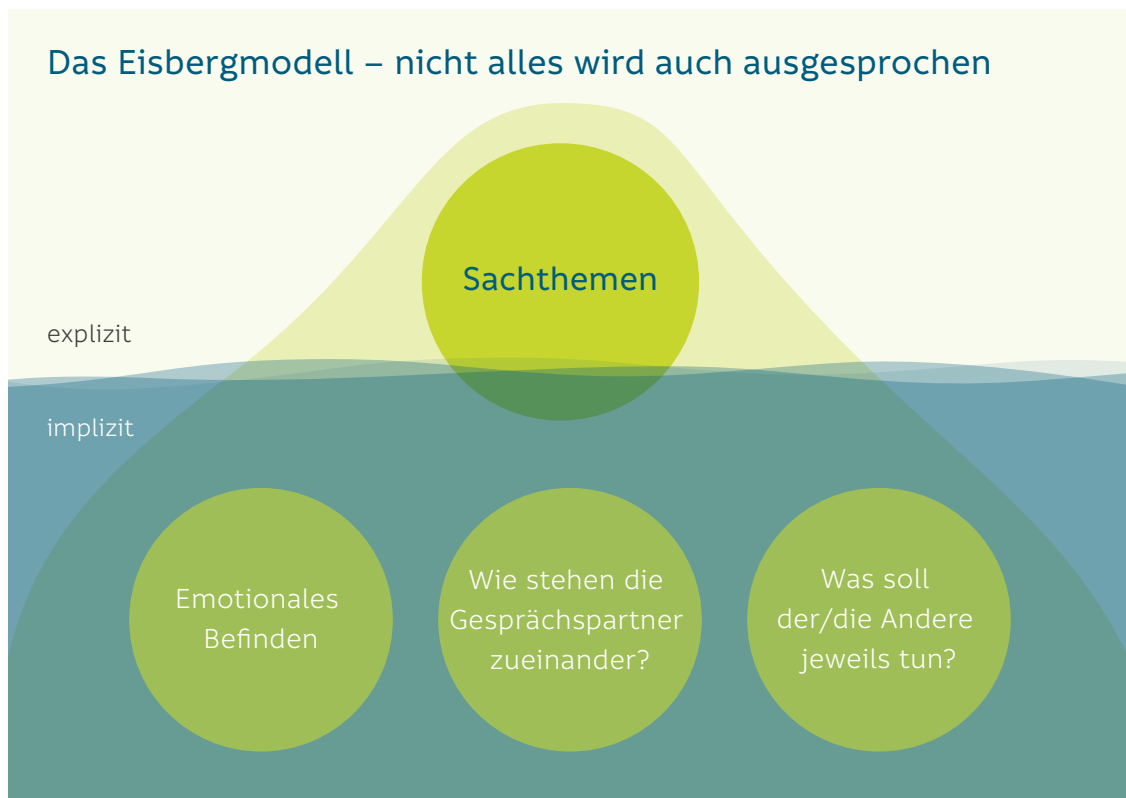 Das Eisbergmodell – nicht alles wird auch ausgesprochen
Sachthemen
explizit
implizit
Emotionales
Befinden
Wie stehen die
Gesprächspartner
zueinander?
Was soll
der/die Andere
jeweils tun?